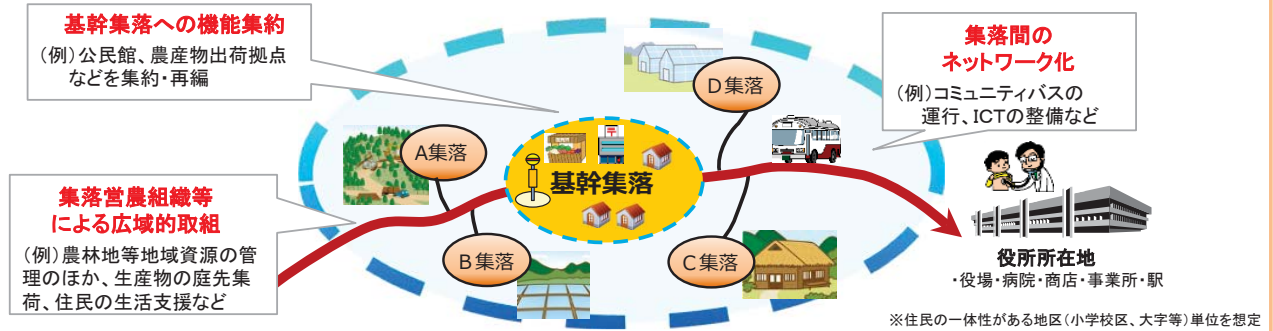 基幹集落への機能集約
（例）公民館、農産物出荷拠点
などを集約・再編
集落間の
ネットワーク化
（例）コミュニティバスの
運行、ICTの整備など
D集落
A集落
〒
基幹集落
集落営農組織等
による広域的取組
（例）農林地等地域資源の管
理のほか、生産物の庭先集
荷、住民の生活支援など
B集落
C集落
役所所在地
・役場・病院・商店・事業所・駅
※住民の一体性がある地区（小学校区、大字等）単位を想定